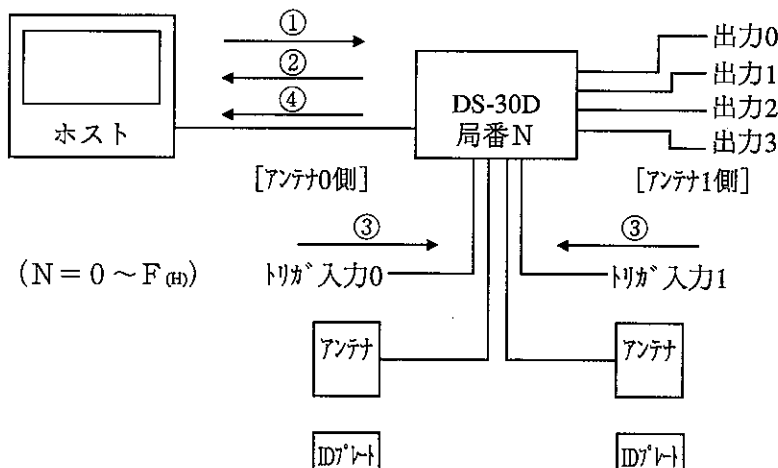 ①
②
④
ホスト
DS-30D
局番N
出力0
出力1
出力2
出力3
[アンテナ0側]
[アンテナ1側]
③
③
(N=0~F(H))
トリガ入力0
トリガ入力1
アンテナ
アンテナ
IDプレート
IDプレート